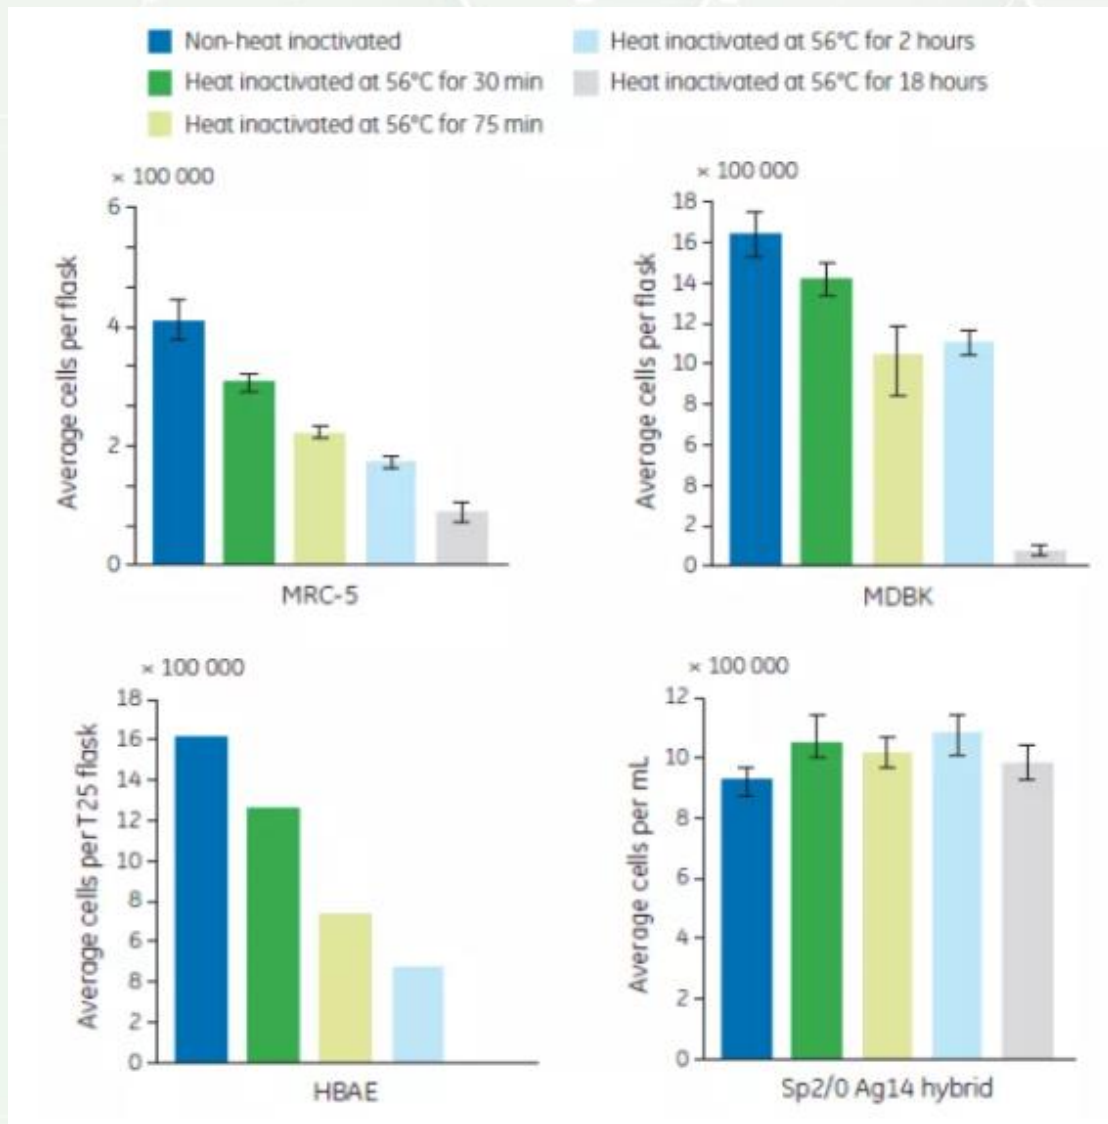 Non-heat inactivated
Heat inactivated at 56°C for 30 min
Heat inactivated at 56°C for 75 min
Heat inactivated at 56°C for 2 hours
Heat inactivated at 56°C for 18 hours
× 100 000
6
4
2
0
Average cells per flask
MRC-5
× 100 000
18
16
14
12
10
8
6
8
2
0
Average cells per flask
MDBK
× 100 000
18
16
14
12
10
8
6
8
2
0
Average cells per T25 flask
HBAE
× 100 000
12
10
8
6
4
2
0
Average cells per mL
Sp2/0 Ag14 hybrid